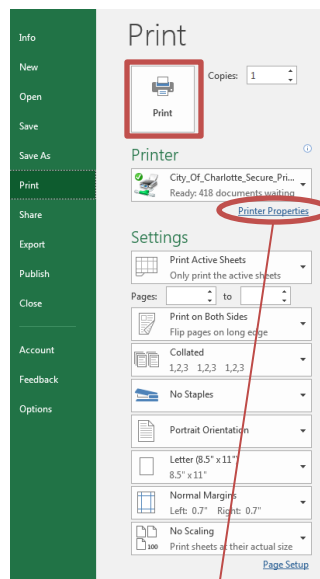 Info
New
Open
Save
Save As
Print
Share
Export
Publish
Close
Account
Feedback
Options
Print
Print
Copies: 1
Printer
City_Of_Charlotte_Secure_Pri...
Ready: 418 documents waiting
Printer Properties
Settings
Print Active Sheets
Only print the active sheets
Pages: to
Print on Both Sides
Flip pages on long edge
Collated
1,2,3 1,2,3 1,2,3
No Staples
Portrait Orientation
Letter (8.5" x 11")
8.5" x 11"
Normal Margins
Left: 0.7" Right: 0.7"
No Scaling
100 Print sheets at their actual size
Page Setup